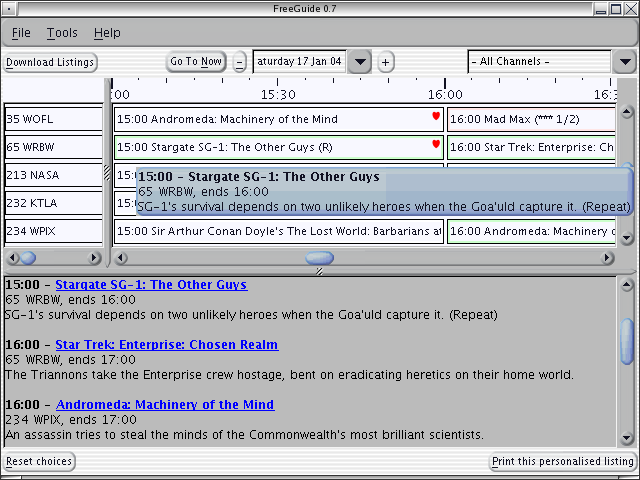 FreeGuide 0.7
File Tools Help
Download Listings
Go To Now
–
aturday 17 Jan 04
+
- All Channels -
00 15:30 16:00 16:3
35 WOFL
15:00 Andromeda: Machinery of the Mind
16:00 Mad Max (*** 1/2)
65 WRBW
15:00 Stargate SG-1: The Other Guys (R)
16:00 Star Trek: Enterprise: Ch
213 NASA
15:00 – Stargate SG-1: The Other Guys
65 WRBW, ends 16:00
SG-1's survival depends on two unlikely heroes when the Goa'uld capture it. (Repeat)
232 KTLA
234 WPIX
15:00 Sir Arthur Conan Doyle's The Lost World: Barbarians at
16:00 Andromeda: Machinery o
15:00 – Stargate SG-1: The Other Guys
65 WRBW, ends 16:00
SG-1's survival depends on two unlikely heroes when the Goa'uld capture it. (Repeat)
16:00 – Star Trek: Enterprise: Chosen Realm
65 WRBW, ends 17:00
The Triannons take the Enterprise crew hostage, bent on eradicating heretics on their home world.
16:00 – Andromeda: Machinery of the Mind
234 WPIX, ends 17:00
An assassin tries to steal the minds of the Commonwealth's most brilliant scientists.
Reset choices
Print this personalised listing